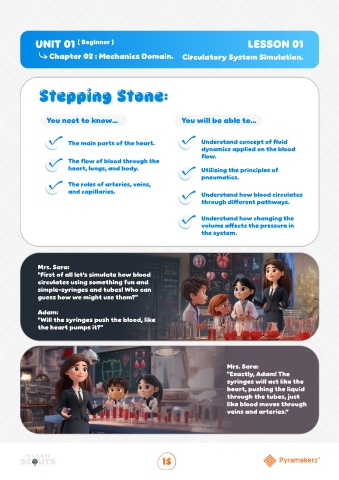 UNIT 01 [ Beginner ]
LESSON 01
Chapter 02 : Mechanics Domain.
Circulatory System Simulation.
Stepping Stone:
You neet to know...
The main parts of the heart.
The flow of blood through the
heart, lungs, and body.
The roles of arteries, veins,
and capillaries.
You will be able to...
Understand concept of fluid
dynamics applied on the blood
flow.
Utilizing the principles of
pneumatics.
Understand how blood circulates
through different pathways.
Understand how changing the
volume affects the pressure in
the system.
Mrs. Sara:
"First of all let's simulate how blood
circulates using something fun and
simple-syringes and tubes! Who can
guess how we might use them?"
Adam:
"Will the syringes push the blood, like
the heart pumps it?"
Mrs. Sara:
"Exactly, Adam! The
syringes will act like the
heart, pushing the liquid
through the tubes, just
like blood moves through
veins and arteries."
STEAM
SCOUTS
15
Pyramakerz